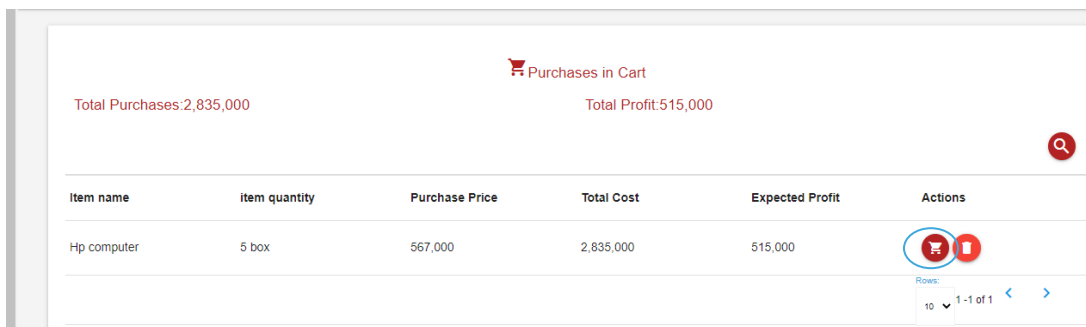 Purchases in Cart
Total Purchases:2,835,000 Total Profit:515,000
Item name item quantity Purchase Price Total Cost Expected Profit Actions
Hp computer 5 box 567,000 2,835,000 515,000
Rows:
10 1 -1 of 1